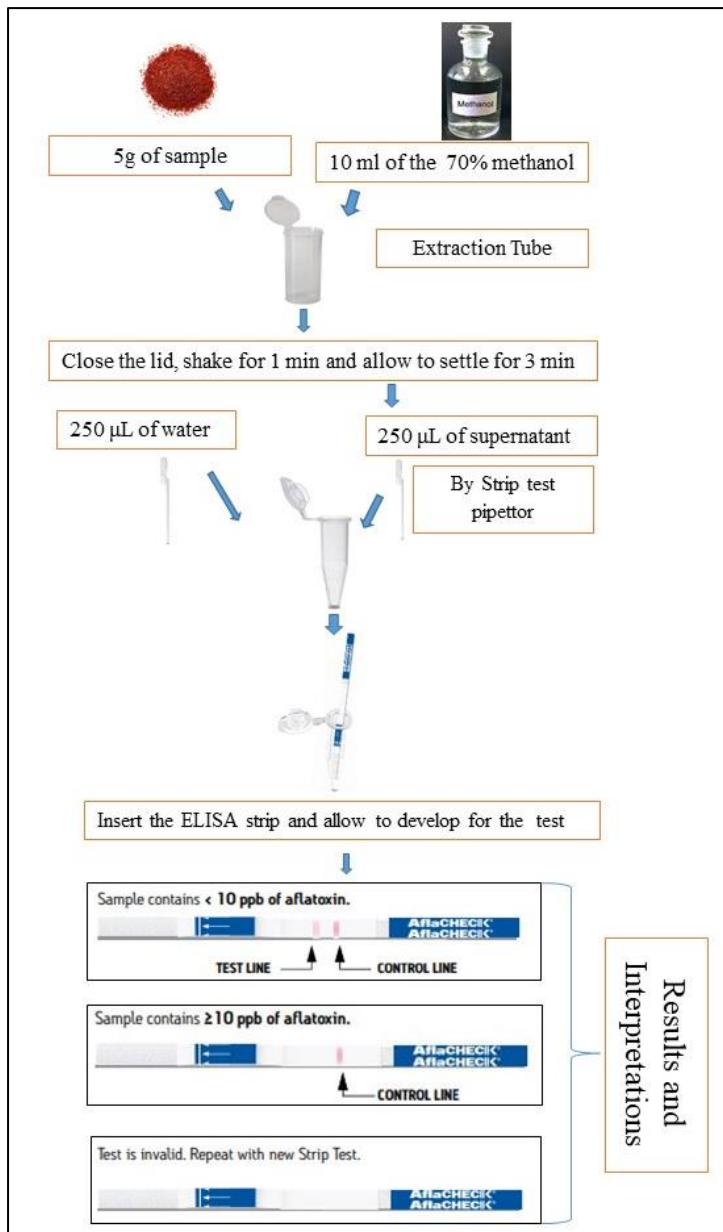 Methanol
5g of sample
10 ml of the 70% methanol
Extraction Tube
Close the lid, shake for 1 min and allow to settle for 3 min
250 µL of water
250 µL of supernatant
By Strip test
pipettor
Insert the ELISA strip and allow to develop for the test
Sample contains < 10 ppb of aflatoxin.
AflaCHECK
AflaCHECK
TEST LINE
CONTROL LINE
Sample contains ≥10 ppb of aflatoxin.
AflaCHECK
AflaCHECK
CONTROL LINE
Test is invalid. Repeat with new Strip Test.
AflaCHECK
AflaCHECK
Results and
Interpretations